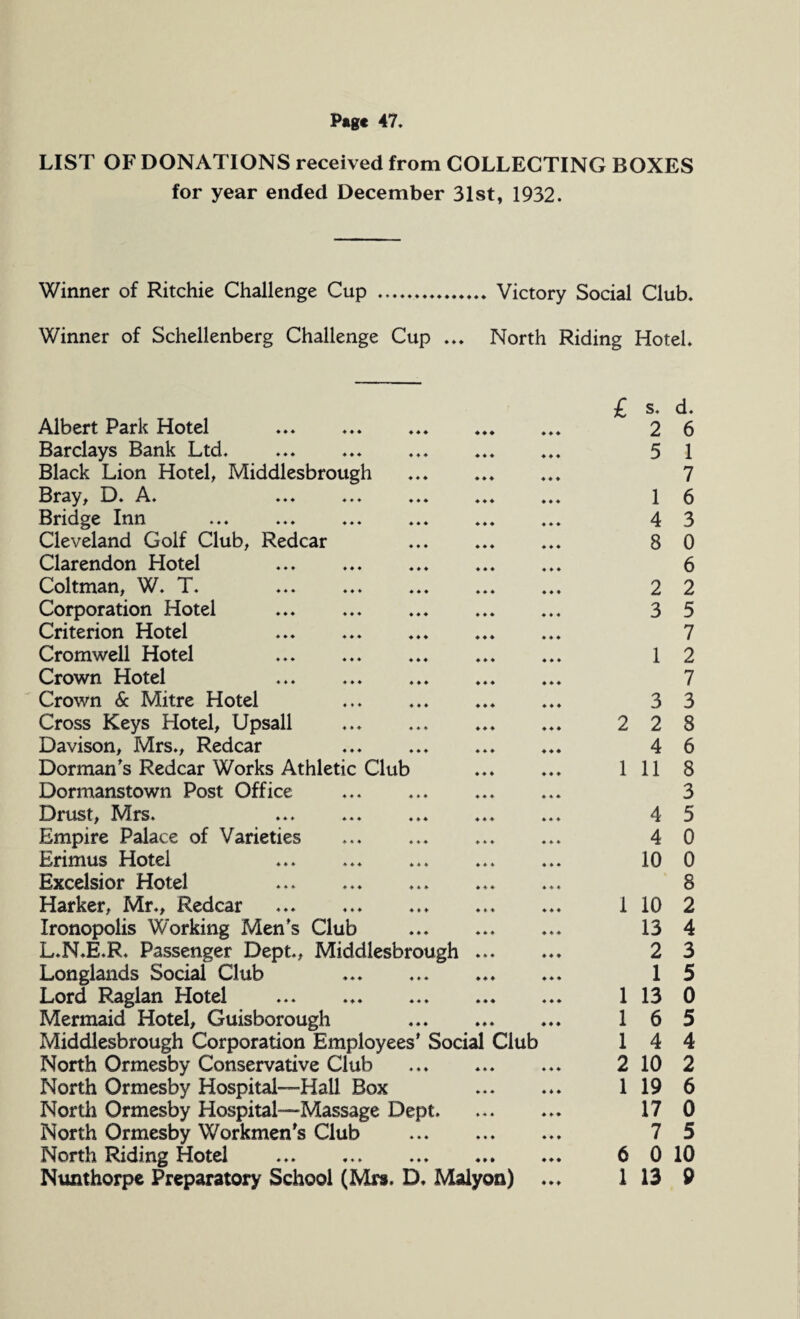 Page 47.
LIST OF DONATIONS received from COLLECTING BOXES
for year ended December 31st, 1932.
Winner of Ritchie Challenge Cup ................ Victory Social Club.
Winner of Schellenberg Challenge Cup ... North Riding Hotel.
£ s. d.
Albert Park Hotel ... ... ... ... ... 2 6
Barclays Bank Ltd. ... ... ... ... ... 5 1
Black Lion Hotel, Middlesbrough ... ... ... 7
Bray, D. A. ... ... ... ... ... 1 6
Bridge Inn ... ... ... ... ... ... 4 3
Cleveland Golf Club, Redcar ... ... ... 8 0
Clarendon Hotel ... ... ... ... ... 6
Coltman, W. T. ... ... ... ... ... 2 2
Corporation Hotel ... ... ... ... ... 3 5
Criterion Hotel ... ... ... ... ... 7
Cromwell Hotel ... ... ... ... ... 1 2
Crown Hotel ... ... ... ... ... 7
Crown & Mitre Hotel ... ... ... ... 3 3
Cross Keys Hotel, Upsall ... ... ... ... 2 2 8
Davison, Mrs., Redcar ... ... ... ... 4 6
Dorman's Redcar Works Athletic Club ... ... 1 11 8
Dormanstown Post Office ... ... ... ... 3
Drust, Mrs. ... ... ... ... ... 4 5
Empire Palace of Varieties ... ... ... ... 4 0
Erimus Hotel ... ... ... ... ... 10 0
Excelsior Hotel ... ... ... ... ... 8
Harker, Mr., Redcar ... ... ... ... ... 1 10 2
Ironopolis Working Men's Club ... ... ... 13 4
L.N.E.R. Passenger Dept., Middlesbrough ... ... 2 3
Longlands Social Club ... ... ... ... 1 5
Lord Raglan Hotel ... ... ... ... ... 1 13 0
Mermaid Hotel, Guisborough ... ... ... 1 6 5
Middlesbrough Corporation Employees' Social Club 1 4 4
North Ormesby Conservative Club ... ... ... 2 10 2
North Ormesby Hospital—Hall Box ... ... 1 19 6
North Ormesby Hospital—Massage Dept. ... ... 17 0
North Ormesby Workmen's Club ... ... ... 7 5
North Riding Hotel ... ... ... ... ... 6 0 10
Nunthorpe Preparatory School (Mrs. D. Malyon) ... 1 13 9